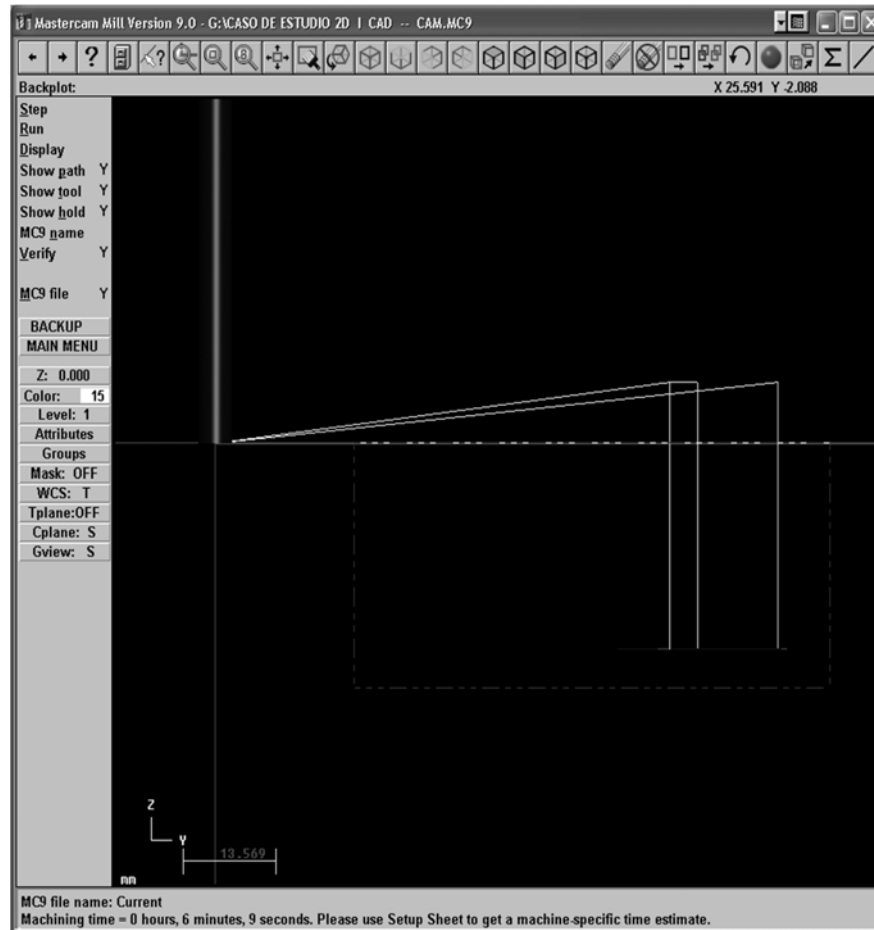 Mastercam Mill Version 9.0 - G:\CASO DE ESTUDIO 2D I CAD -- CAM.MC9
Backplot: X 25.591 Y -2.088
Step
Run
Display
Show path Y
Show tool Y
Show hold Y
MC9 name
Verify Y
MC9 file Y
BACKUP
MAIN MENU
Z: 0.000
Color: 15
Level: 1
Attributes
Groups
Mask: OFF
WCS: T
Tplane:OFF
Cplane: S
Gview: S
Z
Y
13.569
mm
MC9 file name: Current
Machining time = 0 hours, 6 minutes, 9 seconds. Please use Setup Sheet to get a machine-specific time estimate.